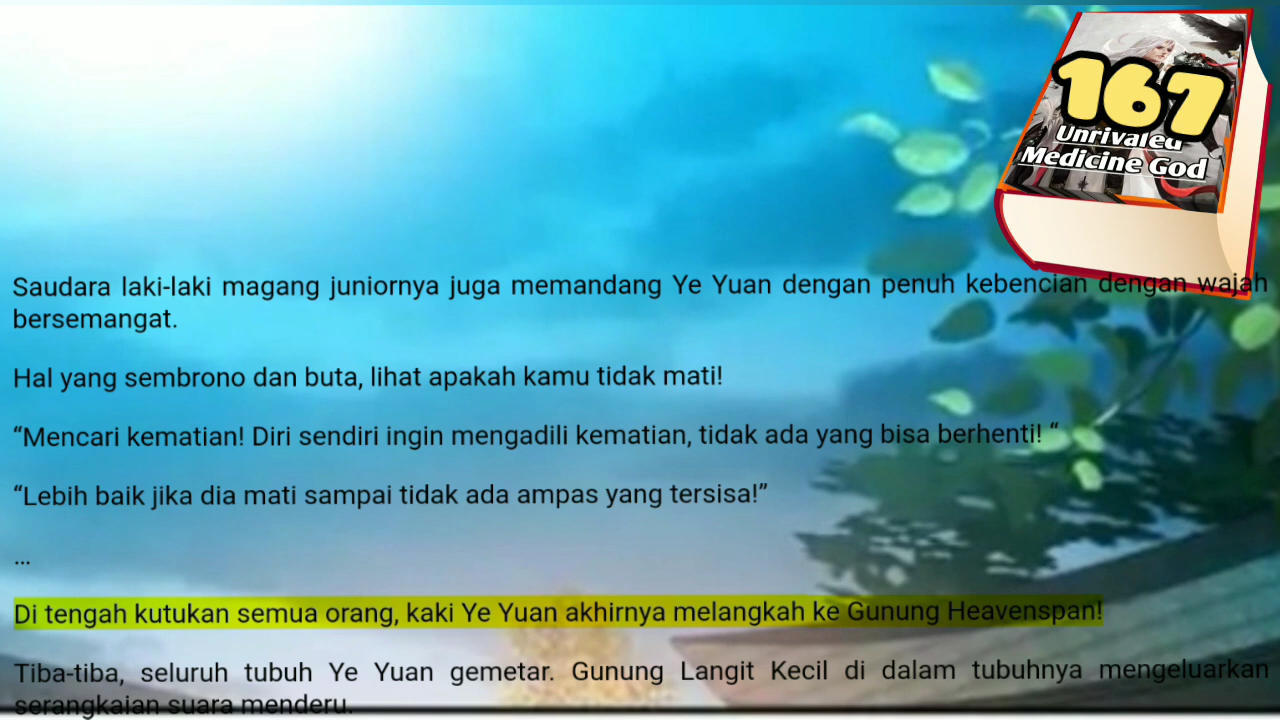 167
Unrivaled
Medicine God
Saudara laki-laki magang juniornya juga memandang Ye Yuan dengan penuh kebencian dengan wajah
bersemangat.
Hal yang sembrono dan buta, lihat apakah kamu tidak mati!
“Mencari kematian! Diri sendiri ingin mengadili kematian, tidak ada yang bisa berhenti! “
“Lebih baik jika dia mati sampai tidak ada ampas yang tersisa!”
...
Di tengah kutukan semua orang, kaki Ye Yuan akhirnya melangkah ke Gunung Heavenspan!
Tiba-tiba, seluruh tubuh Ye Yuan gemetar. Gunung Langit Kecil di dalam tubuhnya mengeluarkan
serangkaian suara menderu.